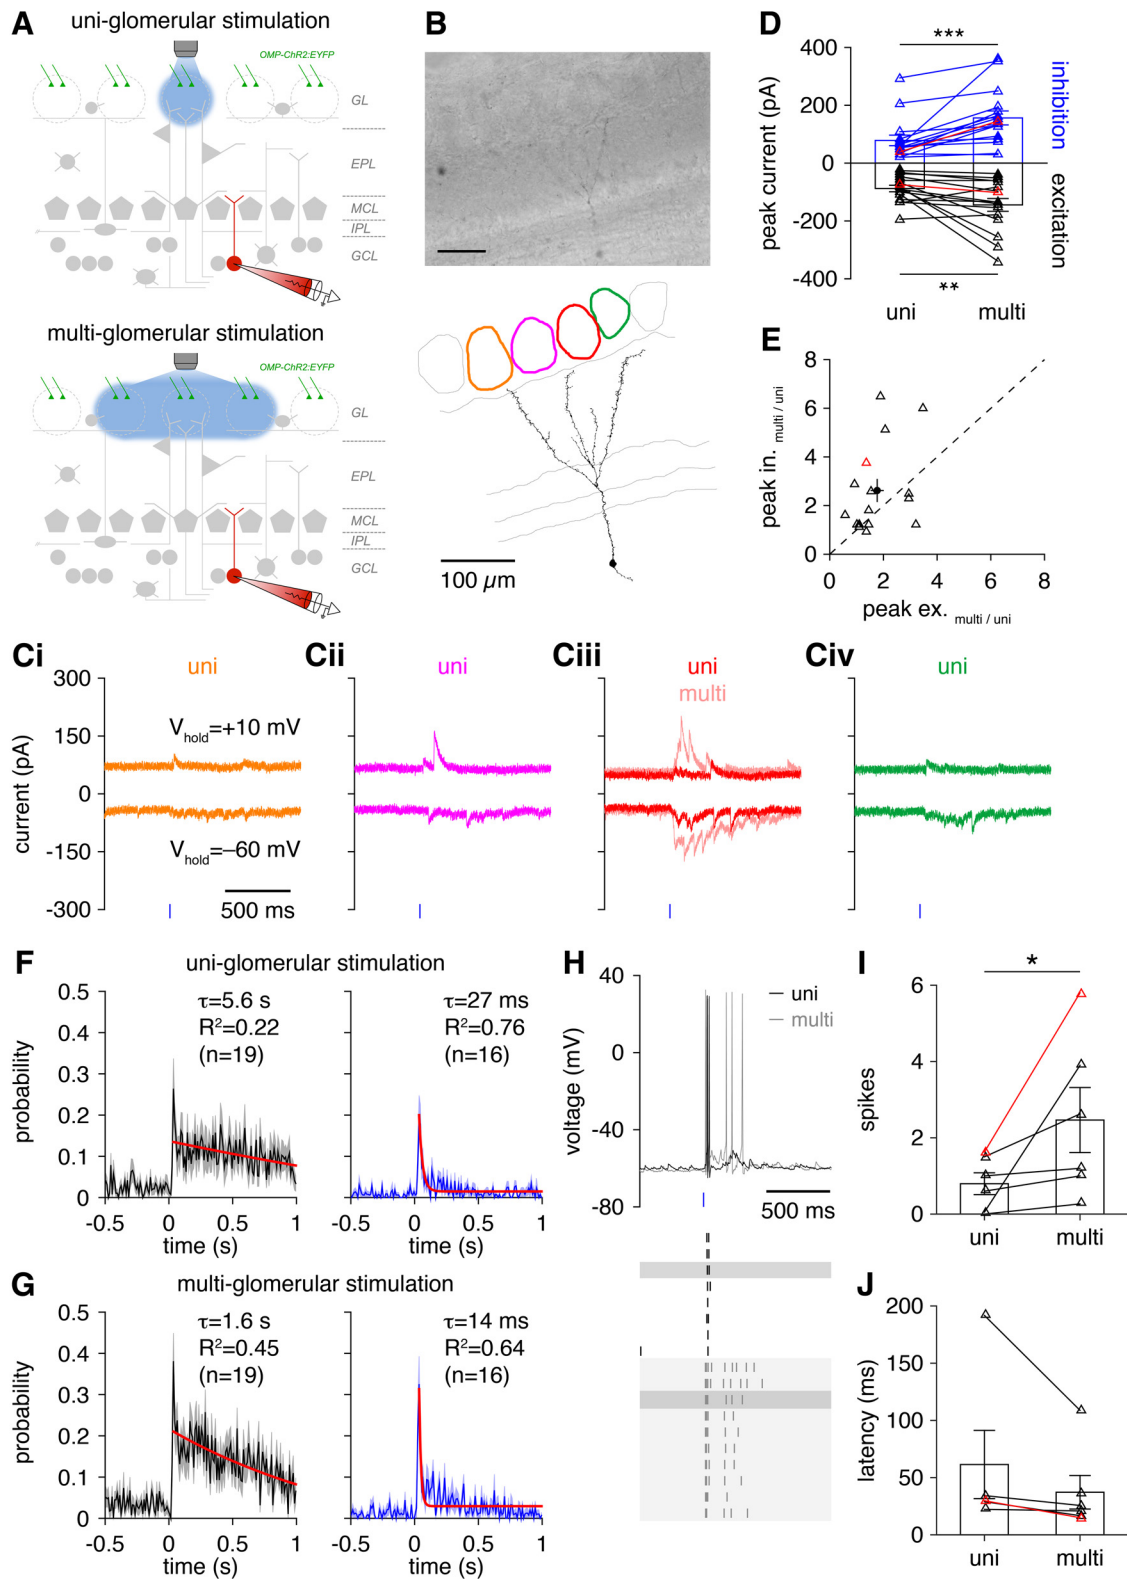 A
uni-glomerular stimulation
OMP-ChR2:EYFP
GL
EPL
MCL
IPL
GCL
multi-glomerular stimulation
OMP-ChR2:EYFP
GL
EPL
MCL
IPL
GCL
B
100 µm
D
400
200
0
-200
-400
peak current (pA)
***
**
inhibition
excitation
uni
multi
E
8
6
4
2
0
peak in. multi / uni
0 2 4 6 8
peak ex. multi / uni
Ci
uni
300
150
0
-150
-300
current (pA)
Vhold=+10 mV
Vhold=–60 mV
500 ms
Cii
uni
Ciii
uni
multi
Civ
uni
F
uni-glomerular stimulation
0.5
0.4
0.3
0.2
0.1
0
probability
τ=5.6 s
R²=0.22
(n=19)
-0.5 0 0.5 1
time (s)
τ=27 ms
R²=0.76
(n=16)
-0.5 0 0.5 1
time (s)
G
multi-glomerular stimulation
0.5
0.4
0.3
0.2
0.1
0
probability
τ=1.6 s
R²=0.45
(n=19)
-0.5 0 0.5 1
time (s)
τ=14 ms
R²=0.64
(n=16)
-0.5 0 0.5 1
time (s)
H
40
0
-40
-80
voltage (mV)
uni
multi
500 ms
I
*
6
4
2
0
spikes
uni
multi
J
200
150
100
50
0
latency (ms)
uni
multi